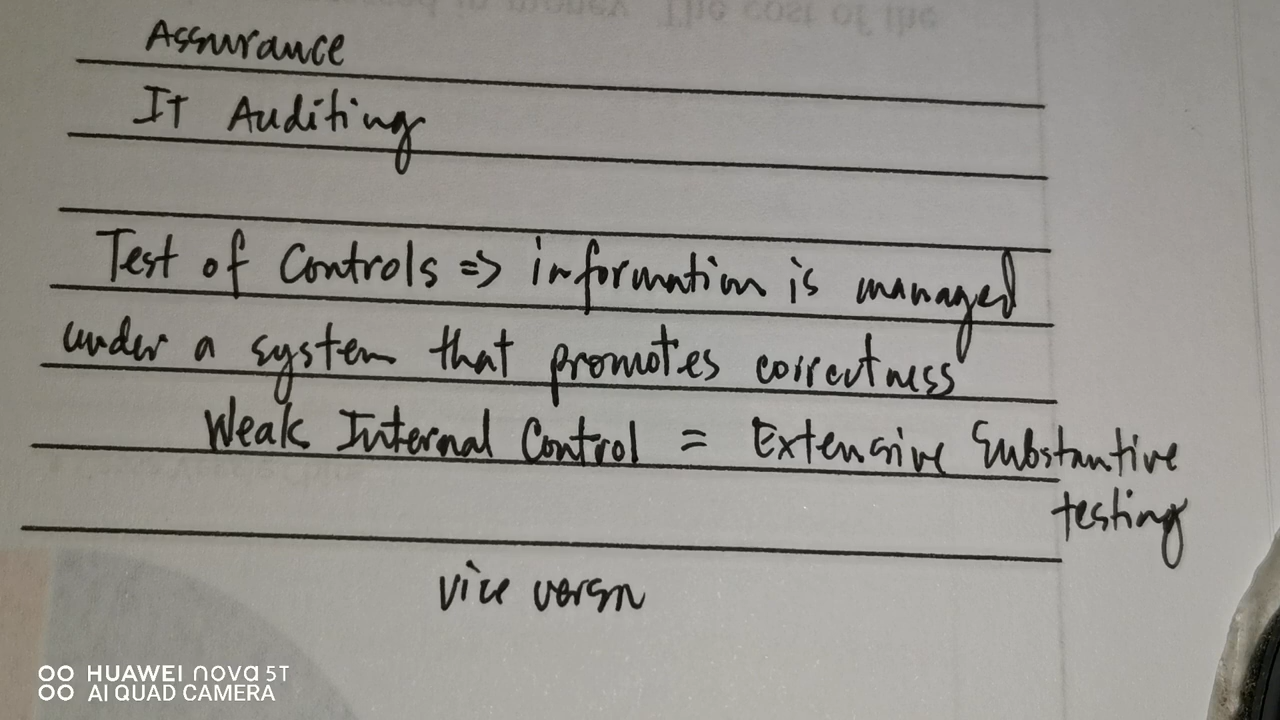 Assurance
IT Auditing
Test of Controls => information is managed
under a system that promotes correctness
Weak Internal Control = Extensive Substantive
testing
vice versa
HUAWEI nova 5T
AI QUAD CAMERA